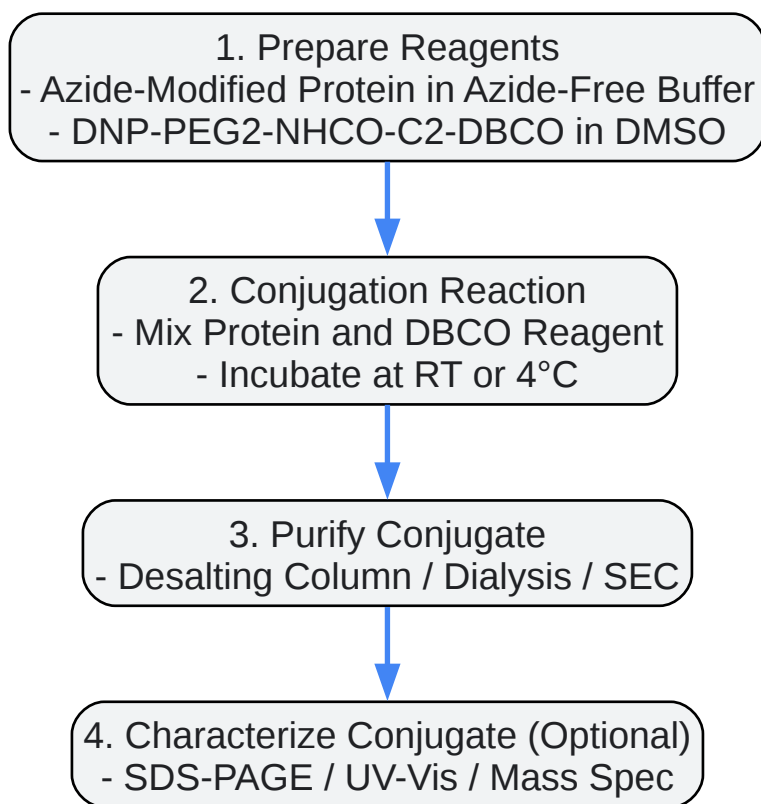 1. Prepare Reagents
- Azide-Modified Protein in Azide-Free Buffer
- DNP-PEG2-NHCO-C2-DBCO in DMSO
2. Conjugation Reaction
- Mix Protein and DBCO Reagent
- Incubate at RT or 4°C
3. Purify Conjugate
- Desalting Column / Dialysis / SEC
4. Characterize Conjugate (Optional)
- SDS-PAGE / UV-Vis / Mass Spec